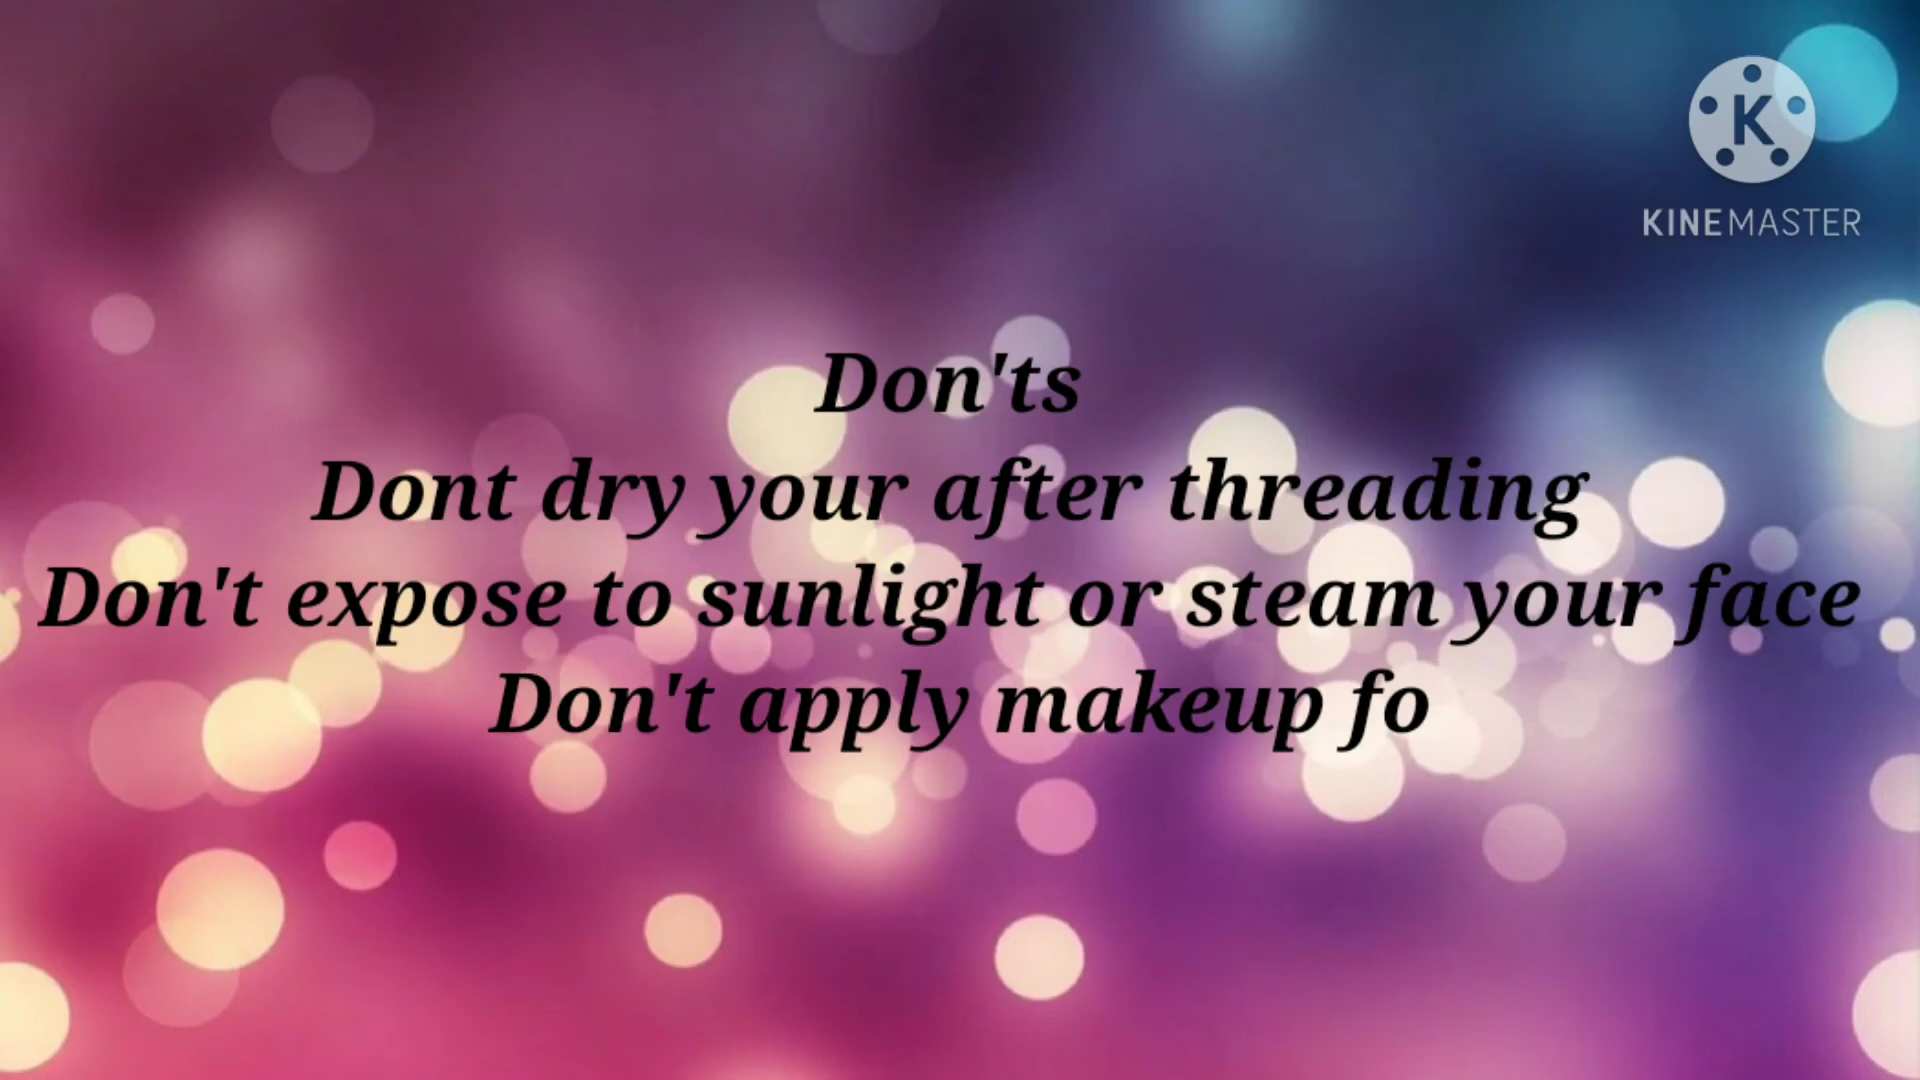 K
KINEMASTER
Don'ts
Dont dry your after threading
Don't expose to sunlight or steam your face
Don't apply makeup fo